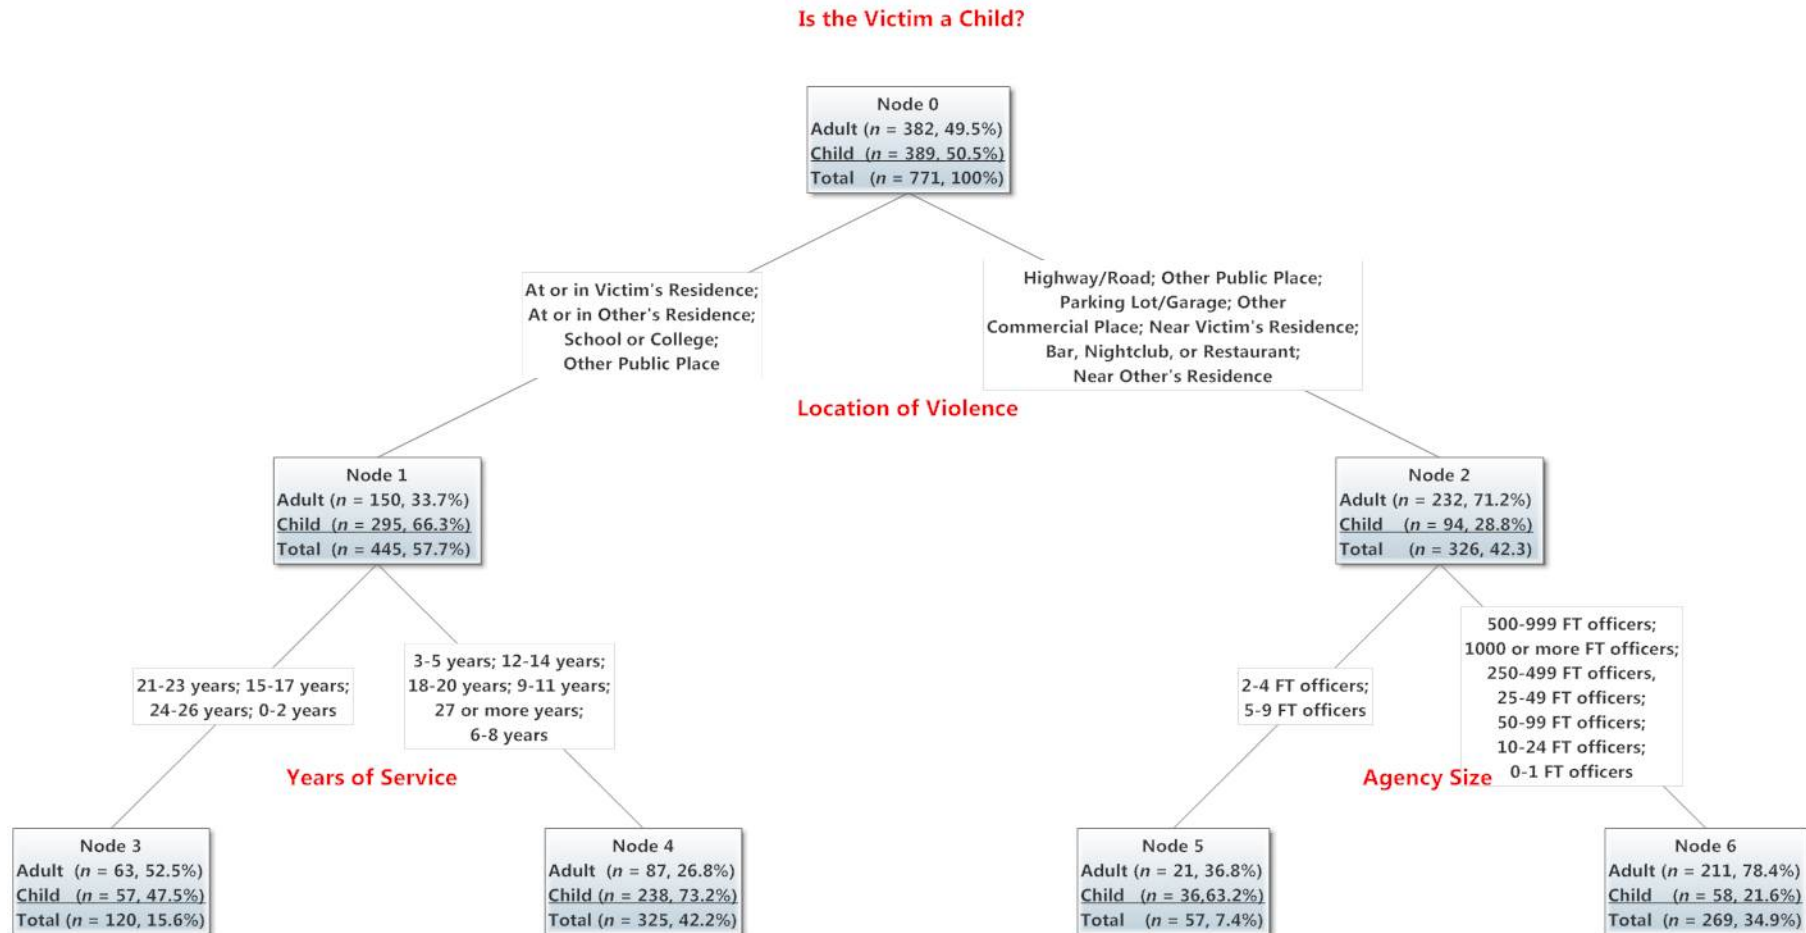 Is the Victim a Child?
Node 0
Adult (n = 382, 49.5%)
Child (n = 389, 50.5%)
Total (n = 771, 100%)
At or in Victim's Residence;
At or in Other's Residence;
School or College;
Other Public Place
Highway/Road; Other Public Place;
Parking Lot/Garage; Other
Commercial Place; Near Victim's Residence;
Bar, Nightclub, or Restaurant;
Near Other's Residence
Location of Violence
Node 1
Adult (n = 150, 33.7%)
Child (n = 295, 66.3%)
Total (n = 445, 57.7%)
Node 2
Adult (n = 232, 71.2%)
Child (n = 94, 28.8%)
Total (n = 326, 42.3)
21-23 years; 15-17 years;
24-26 years; 0-2 years
3-5 years; 12-14 years;
18-20 years; 9-11 years;
27 or more years;
6-8 years
2-4 FT officers;
5-9 FT officers
500-999 FT officers;
1000 or more FT officers;
250-499 FT officers,
25-49 FT officers;
50-99 FT officers;
10-24 FT officers;
0-1 FT officers
Years of Service
Agency Size
Node 3
Adult (n = 63, 52.5%)
Child (n = 57, 47.5%)
Total (n = 120, 15.6%)
Node 4
Adult (n = 87, 26.8%)
Child (n = 238, 73.2%)
Total (n = 325, 42.2%)
Node 5
Adult (n = 21, 36.8%)
Child (n = 36,63.2%)
Total (n = 57, 7.4%)
Node 6
Adult (n = 211, 78.4%)
Child (n = 58, 21.6%)
Total (n = 269, 34.9%)